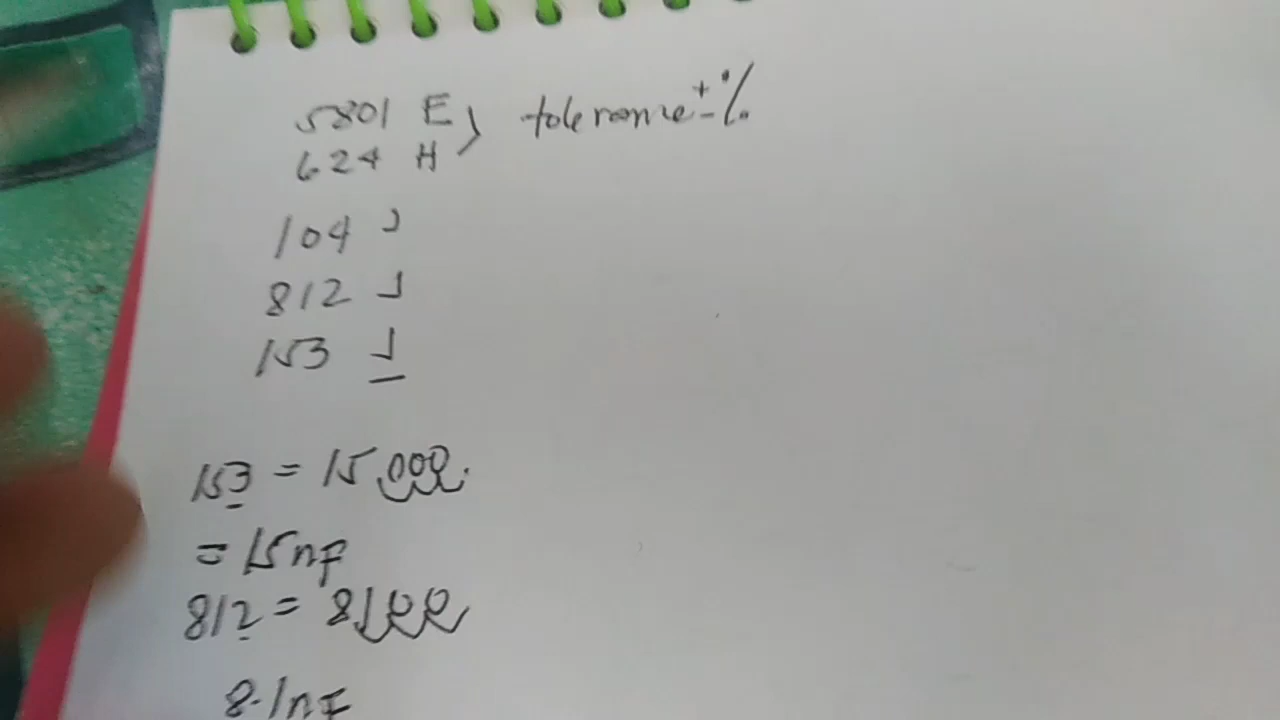 5801 E } tolerance ± %
624 H
104 J
812 J
153 J
153 = 15000.
= 15nF
812 = 8100
8.1nF